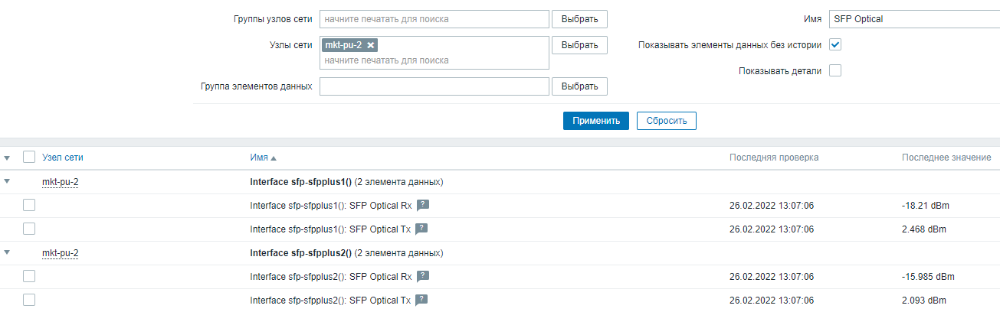 Группы узлов сети начните печатать для поиска Выбрать Имя SFP Optical
Узлы сети mkt-pu-2 Выбрать Показывать элементы данных без истории
начните печатать для поиска
Показывать детали
Группа элементов данных Выбрать
Применить Сбросить
Узел сети Имя Последняя проверка Последнее значение
mkt-pu-2 Interface sfp-sfpplus1() (2 элемента данных)
Interface sfp-sfpplus1(): SFP Optical Rx ? 26.02.2022 13:07:06 -18.21 dBm
Interface sfp-sfpplus1(): SFP Optical Tx ? 26.02.2022 13:07:06 2.468 dBm
mkt-pu-2 Interface sfp-sfpplus2() (2 элемента данных)
Interface sfp-sfpplus2(): SFP Optical Rx ? 26.02.2022 13:07:06 -15.985 dBm
Interface sfp-sfpplus2(): SFP Optical Tx ? 26.02.2022 13:07:06 2.093 dBm